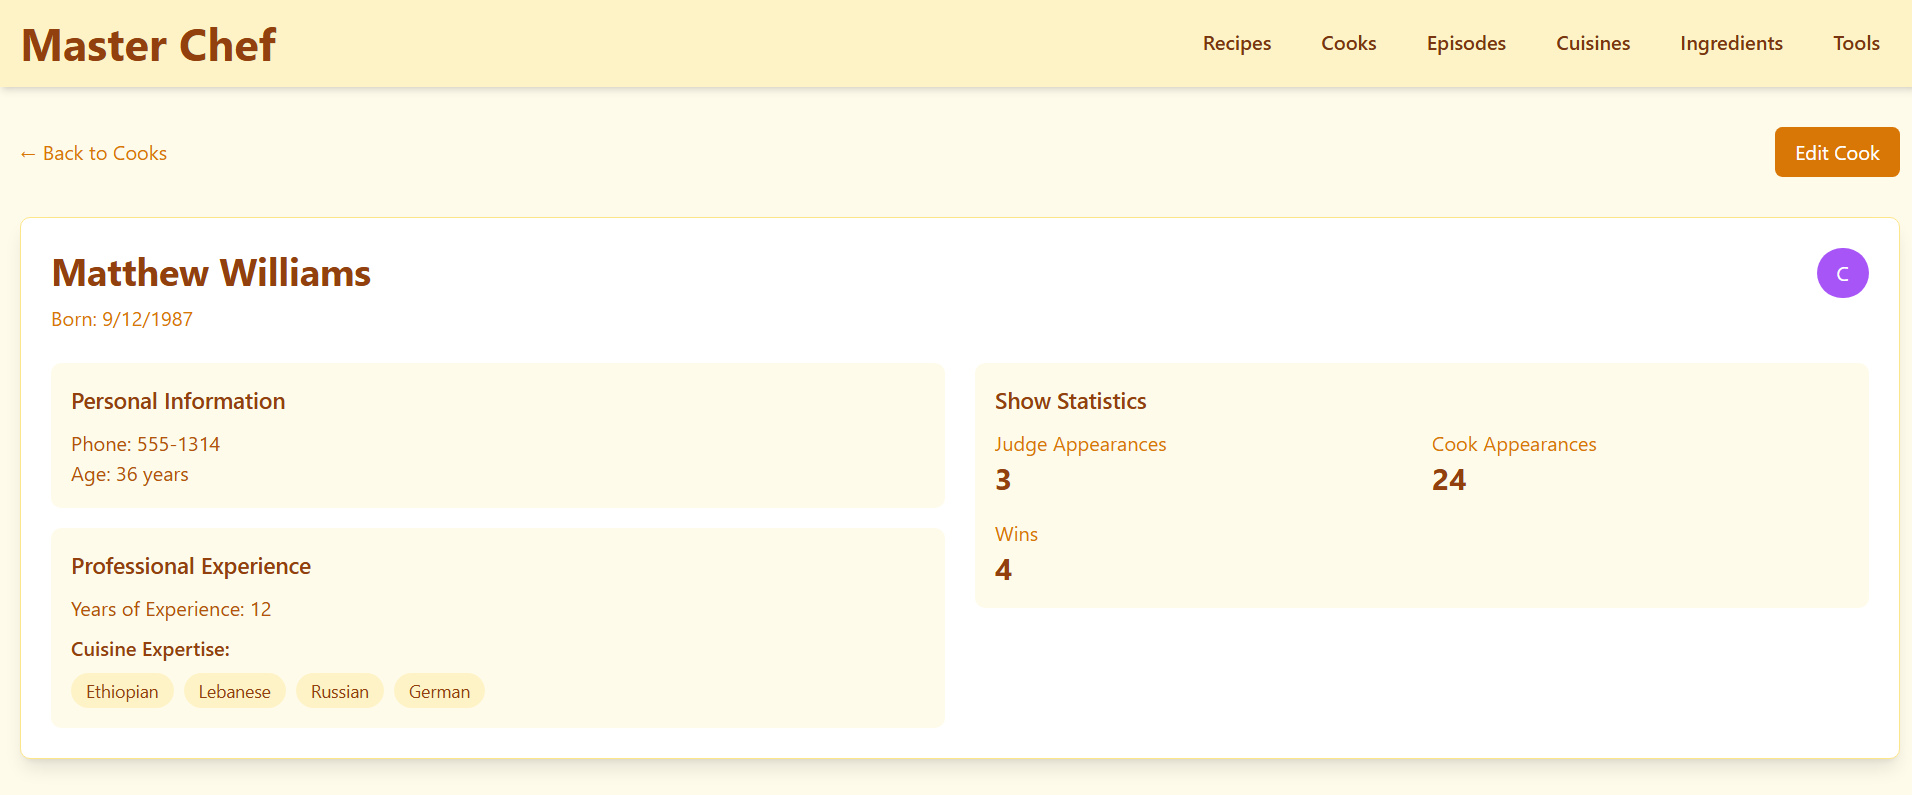 Master Chef
Recipes Cooks Episodes Cuisines Ingredients Tools
← Back to Cooks
Edit Cook
Matthew Williams
C
Born: 9/12/1987
Personal Information
Phone: 555-1314
Age: 36 years
Professional Experience
Years of Experience: 12
Cuisine Expertise:
Ethiopian Lebanese Russian German
Show Statistics
Judge Appearances
3
Cook Appearances
24
Wins
4